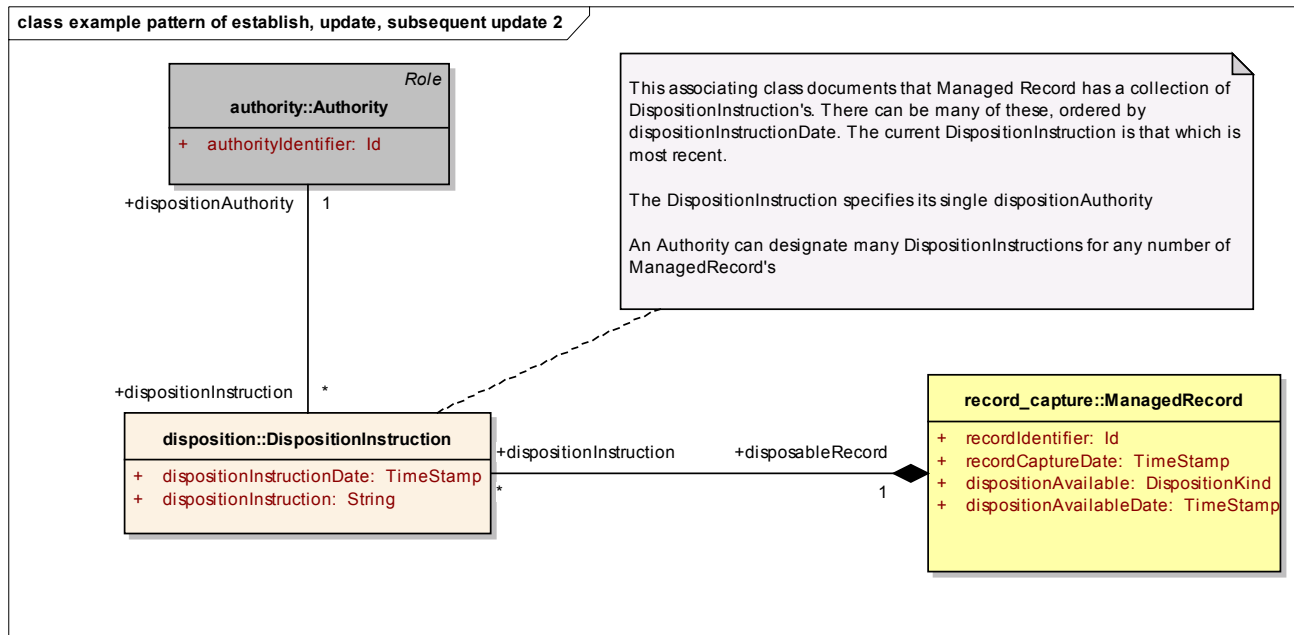 class example pattern of establish, update, subsequent update 2
Role
authority::Authority
+ authorityIdentifier: Id
+dispositionAuthority 1
This associating class documents that Managed Record has a collection of
DispositionInstruction's. There can be many of these, ordered by
dispositionInstructionDate. The current DispositionInstruction is that which is
most recent.
The DispositionInstruction specifies its single dispositionAuthority
An Authority can designate many DispositionInstructions for any number of
ManagedRecord's
+dispositionInstruction *
disposition::DispositionInstruction
+ dispositionInstructionDate: TimeStamp
+ dispositionInstruction: String
+dispositionInstruction
*
+disposableRecord
1
record_capture::ManagedRecord
+ recordIdentifier: Id
+ recordCaptureDate: TimeStamp
+ dispositionAvailable: DispositionKind
+ dispositionAvailableDate: TimeStamp